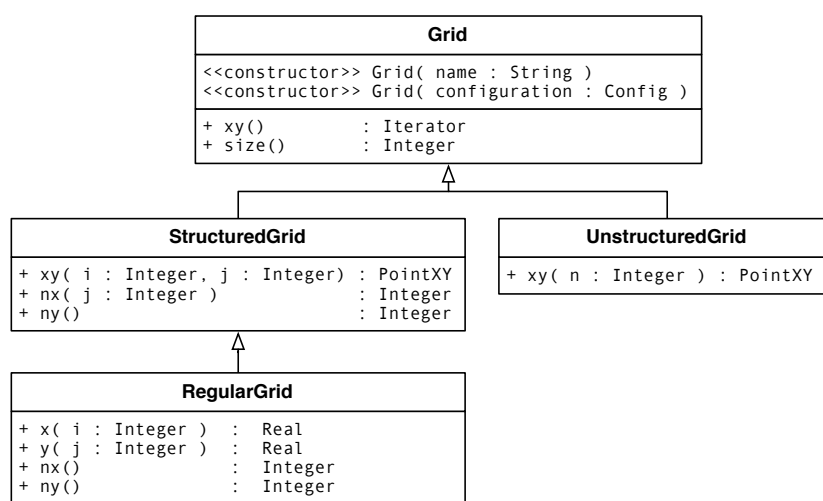 Grid
<<constructor>> Grid( name : String )
<<constructor>> Grid( configuration : Config )
+ xy() : Iterator
+ size() : Integer
StructuredGrid
+ xy( i : Integer, j : Integer) : PointXY
+ nx( j : Integer ) : Integer
+ ny() : Integer
UnstructuredGrid
+ xy( n : Integer ) : PointXY
RegularGrid
+ x( i : Integer ) : Real
+ y( j : Integer ) : Real
+ nx() : Integer
+ ny() : Integer